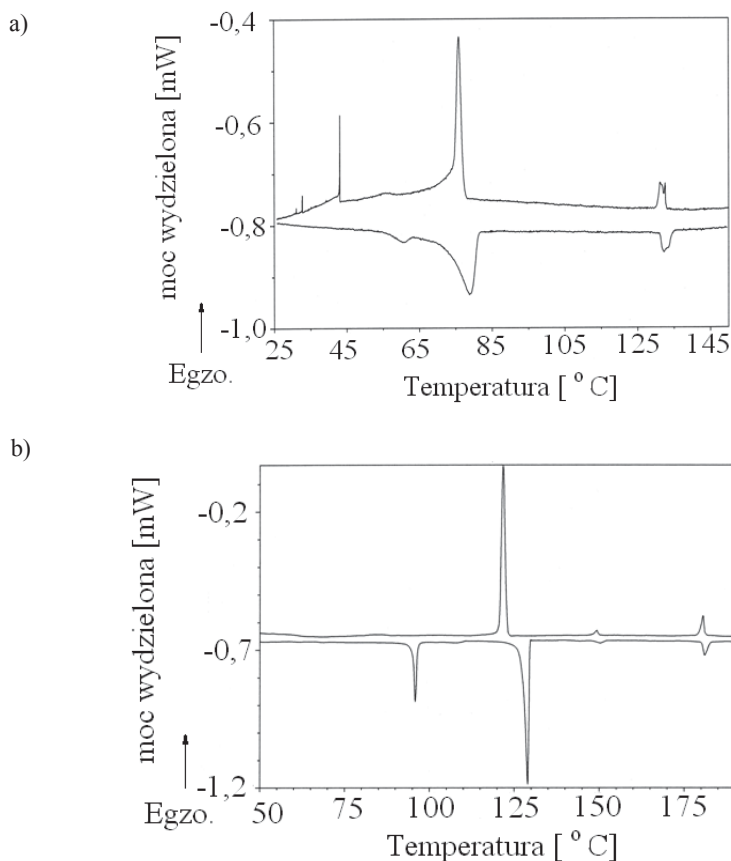 a)
moc wydzielona [mW]
-0,4
-0,6
-0,8
-1,0
Egzo.
25 45 65 85 105 125 145
Temperatura [ °C]
b)
moc wydzielona [mW]
-0,2
-0,7
-1,2
Egzo.
50 75 100 125 150 175
Temperatura [ °C]